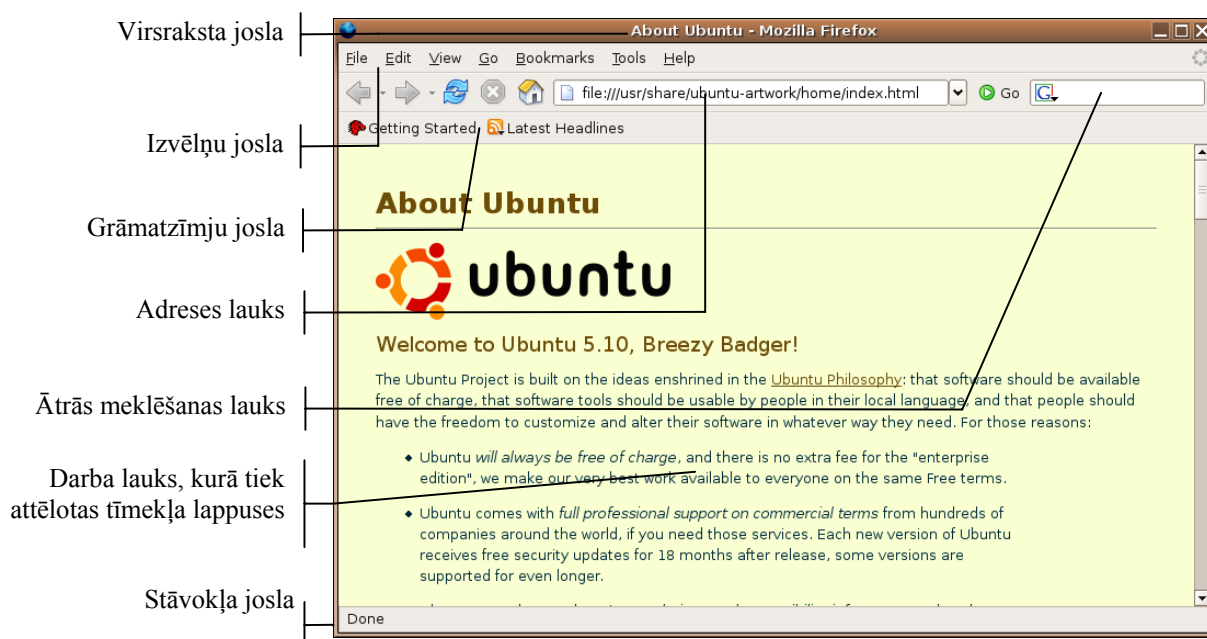 Virsraksta josla
Izvēlņu josla
Grāmatzīmju josla
Adreses lauks
Ātrās meklēšanas lauks
Darba lauks, kurā tiek
attēlotas tīmekļa lappuses
Stāvokļa josla
About Ubuntu - Mozilla Firefox
File Edit View Go Bookmarks Tools Help
file:///usr/share/ubuntu-artwork/home/index.html Go G
Getting Started Latest Headlines
About Ubuntu
ubuntu
Welcome to Ubuntu 5.10, Breezy Badger!
The Ubuntu Project is built on the ideas enshrined in the Ubuntu Philosophy: that software should be available
free of charge, that software tools should be usable by people in their local language, and that people should
have the freedom to customize and alter their software in whatever way they need. For those reasons:
Ubuntu will always be free of charge, and there is no extra fee for the "enterprise
edition", we make our very best work available to everyone on the same Free terms.
Ubuntu comes with full professional support on commercial terms from hundreds of
companies around the world, if you need those services. Each new version of Ubuntu
receives free security updates for 18 months after release, some versions are
supported for even longer.
Done